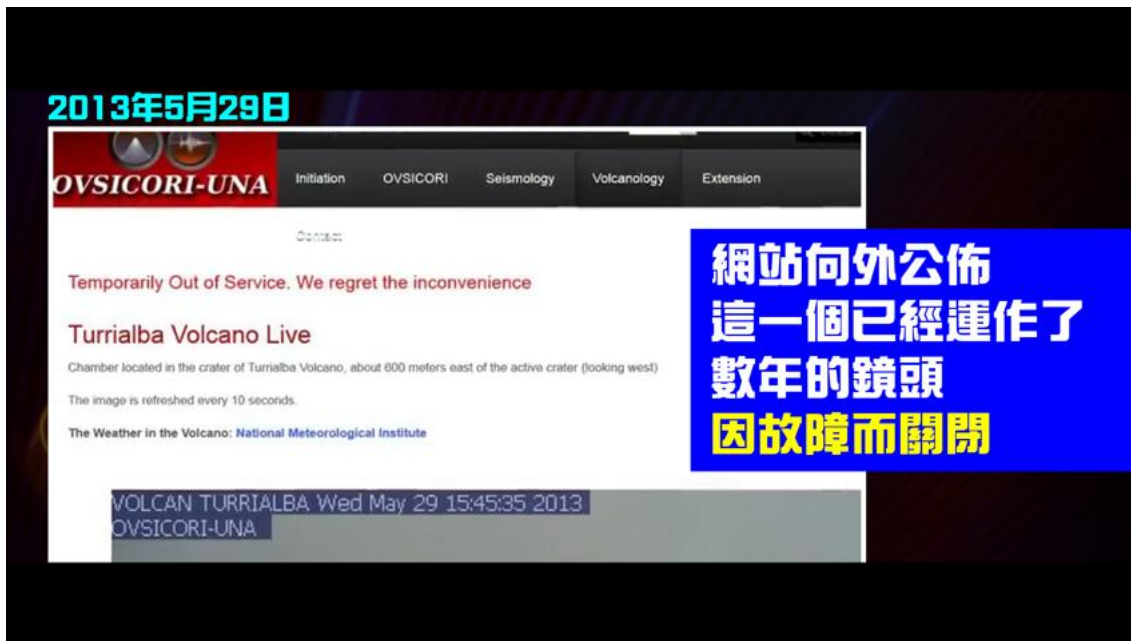 2013年5月29日
OVSICORI-UNA
Initiation OVSICORI Seismology Volcanology Extension
Contact
Temporarily Out of Service. We regret the inconvenience
Turrialba Volcano Live
Chamber located in the crater of Turrialba Volcano, about 600 meters east of the active crater (looking west)
The image is refreshed every 10 seconds.
The Weather in the Volcano: National Meteorological Institute
VOLCAN TURRIALBA Wed May 29 15:45:35 2013
OVSICORI-UNA
網站向外公佈
這一個已經運作了
數年的鏡頭
因故障而關閉